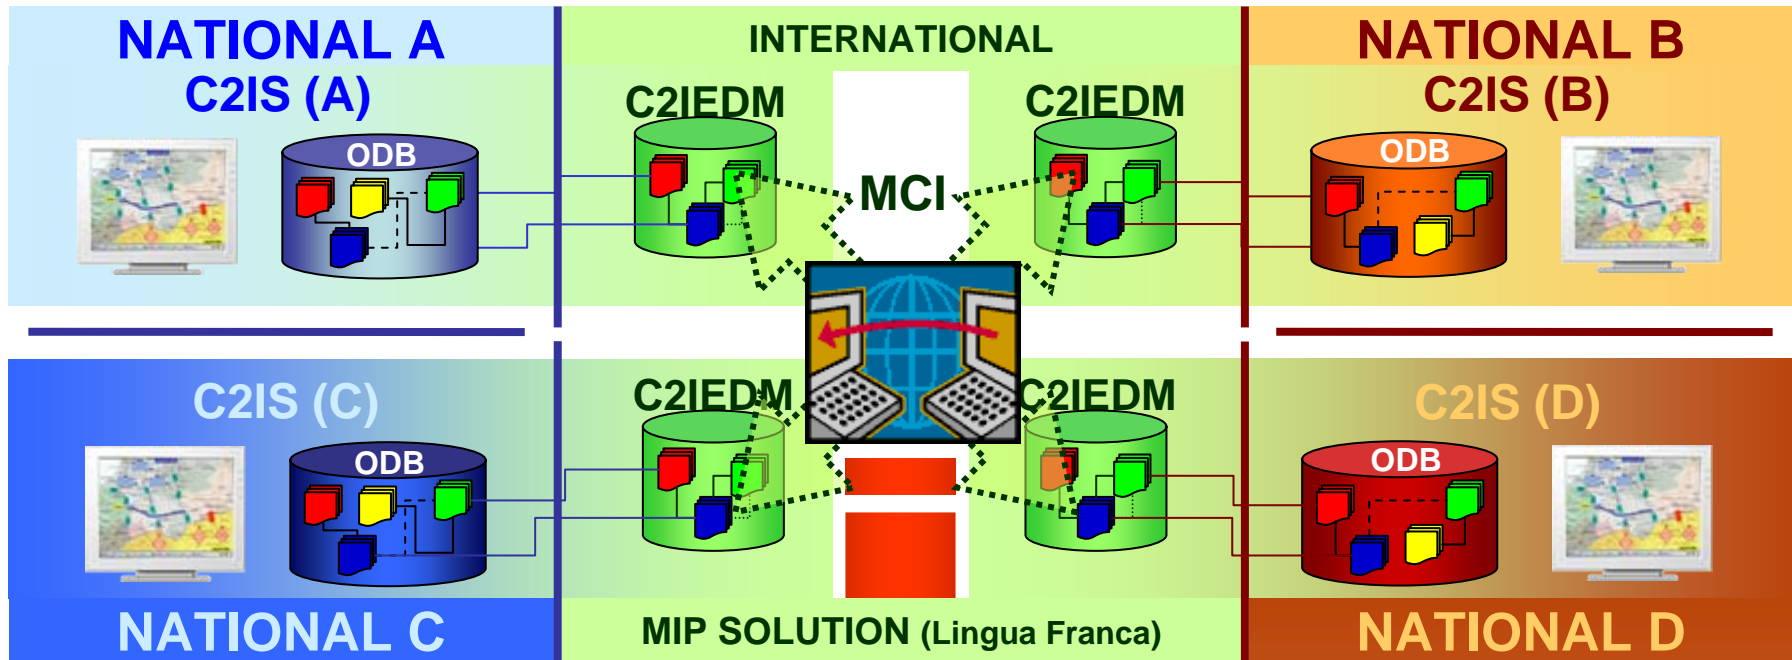 NATIONAL A
INTERNATIONAL
NATIONAL B
C2IS (A)
C2IEDM
C2IEDM
C2IS (B)
ODB
MCI
ODB
C2IS (C)
C2IEDM
C2IEDM
C2IS (D)
ODB
ODB
NATIONAL C
MIP SOLUTION (Lingua Franca)
NATIONAL D